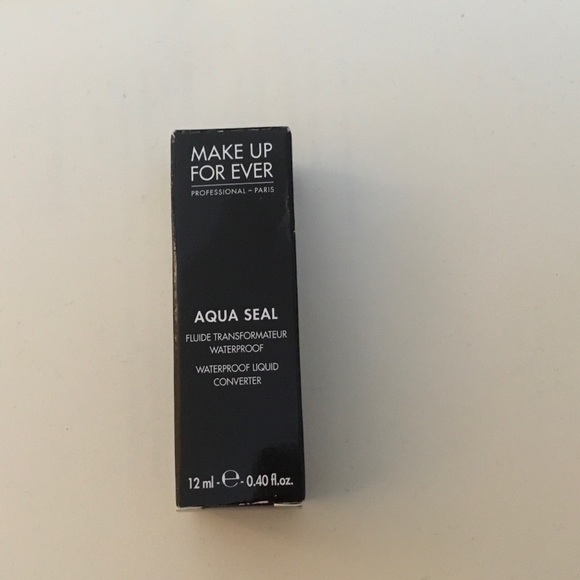 MAKE UP
FOR EVER
PROFESSIONAL – PARIS
AQUA SEAL
FLUIDE TRANSFORMATEUR
WATERPROOF
WATERPROOF LIQUID
CONVERTER
12 ml - ℮ - 0.40 fl.oz.